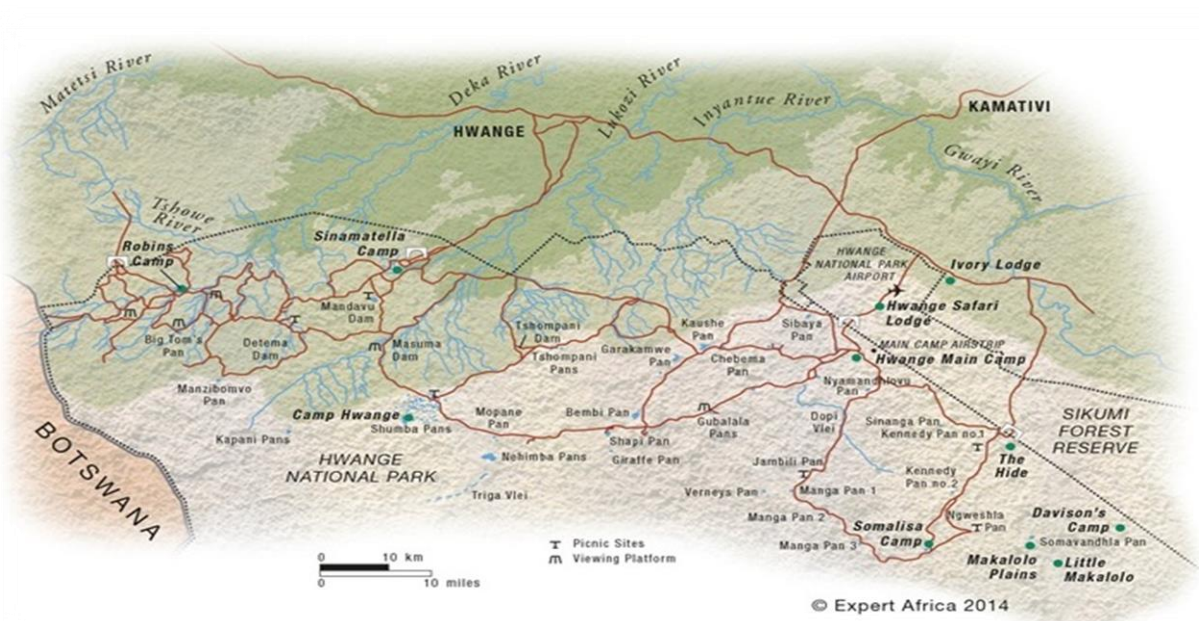 Matetsi River
Deka River
Lukozi River
Inyantue River
KAMATIVI
HWANGE
Gwayi River
Tshowe
River
Robins
Camp
Sinamatella
Camp
HWANGE
NATIONAL PARK
AIRPORT
Ivory Lodge
Hwange Safari
Lodge
Mandavu
Dam
Big Tom's
Pan
Detema
Dam
Masuma
Dam
Tshompani
Dam
Tshompani
Pans
Garakamwe
Pan
Kaushe
Pan
Chebema
Pan
Sibaya
Pan
MAIN CAMP AIRSTRIP
Hwange Main Camp
Nyamandhlovu
Pan
Manzibomvo
Pan
Camp Hwange
Shumba Pans
Mopane
Pan
Bembi Pan
Gubalala
Pans
Dopi
Vlei
Sinanga Pan
Kennedy Pan no.1
SIKUMI
FOREST
RESERVE
Kapani Pans
Shapi Pan
Giraffe Pan
Nehimba Pans
The
Hide
HWANGE
NATIONAL PARK
BOTSWANA
Triga Vlei
Jambili Pan
Kennedy
Pan no.2
Verneya Pan
Manga Pan 1
Manga Pan 2
Manga Pan 3
Ngweshla
Pan
Somalisa
Camp
Davison's
Camp
Somavandhla Pan
Makalolo
Plains
Little
Makalolo
0 10 km
0 10 miles
Picnic Sites
Viewing Platform
© Expert Africa 2014